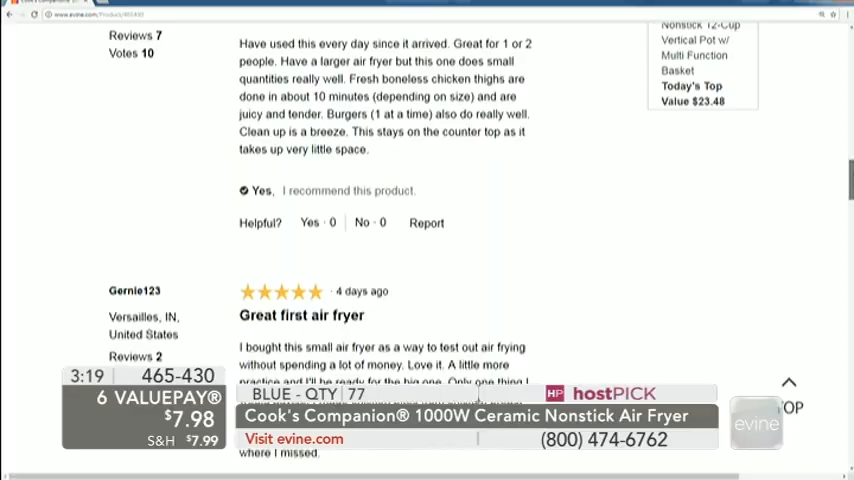 www.evine.com/Product/465430
Reviews 7
Votes 10
Have used this every day since it arrived. Great for 1 or 2
people. Have a larger air fryer but this one does small
quantities really well. Fresh boneless chicken thighs are
done in about 10 minutes (depending on size) and are
juicy and tender. Burgers (1 at a time) also do really well.
Clean up is a breeze. This stays on the counter top as it
takes up very little space.
Yes, I recommend this product.
Helpful? Yes · 0 No · 0 Report
Nonstick 12-Cup
Vertical Pot w/
Multi Function
Basket
Today's Top
Value $23.48
Gernie123
Versailles, IN,
United States
Reviews 2
· 4 days ago
Great first air fryer
I bought this small air fryer as a way to test out air frying
without spending a lot of money. Love it. A little more
practice and I'll be ready for the big one. Only one thing I
where I missed.
OP
3:19 465-430
6 VALUEPAY®
$7.98
S&H $7.99
BLUE - QTY 77
HP hostPICK
Cook's Companion® 1000W Ceramic Nonstick Air Fryer
Visit evine.com (800) 474-6762
evine